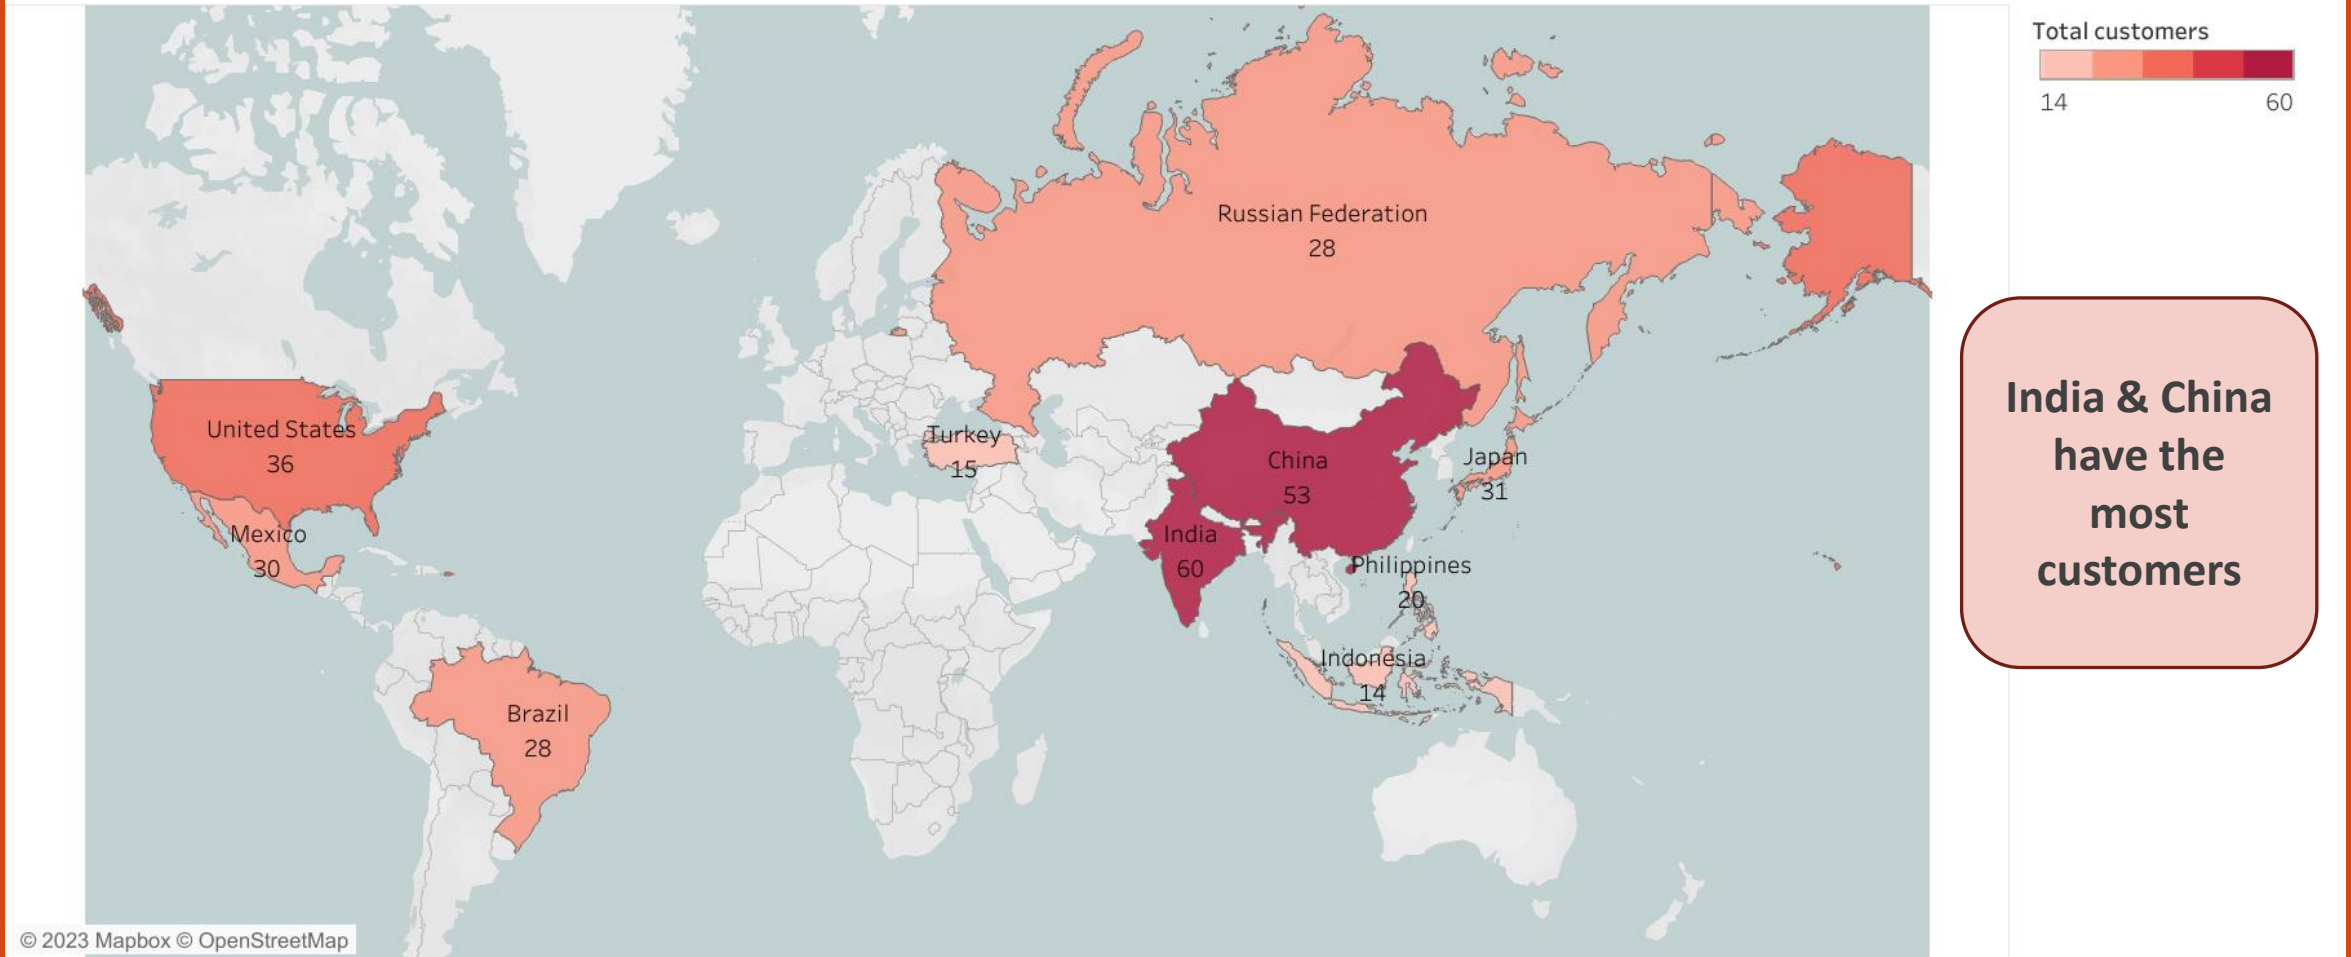 Total customers
14 60
Russian Federation
28
United States
36
Turkey
15
China
53
Japan
31
Mexico
30
India
60
Philippines
20
Indonesia
14
Brazil
28
India & China
have the
most
customers
© 2023 Mapbox © OpenStreetMap